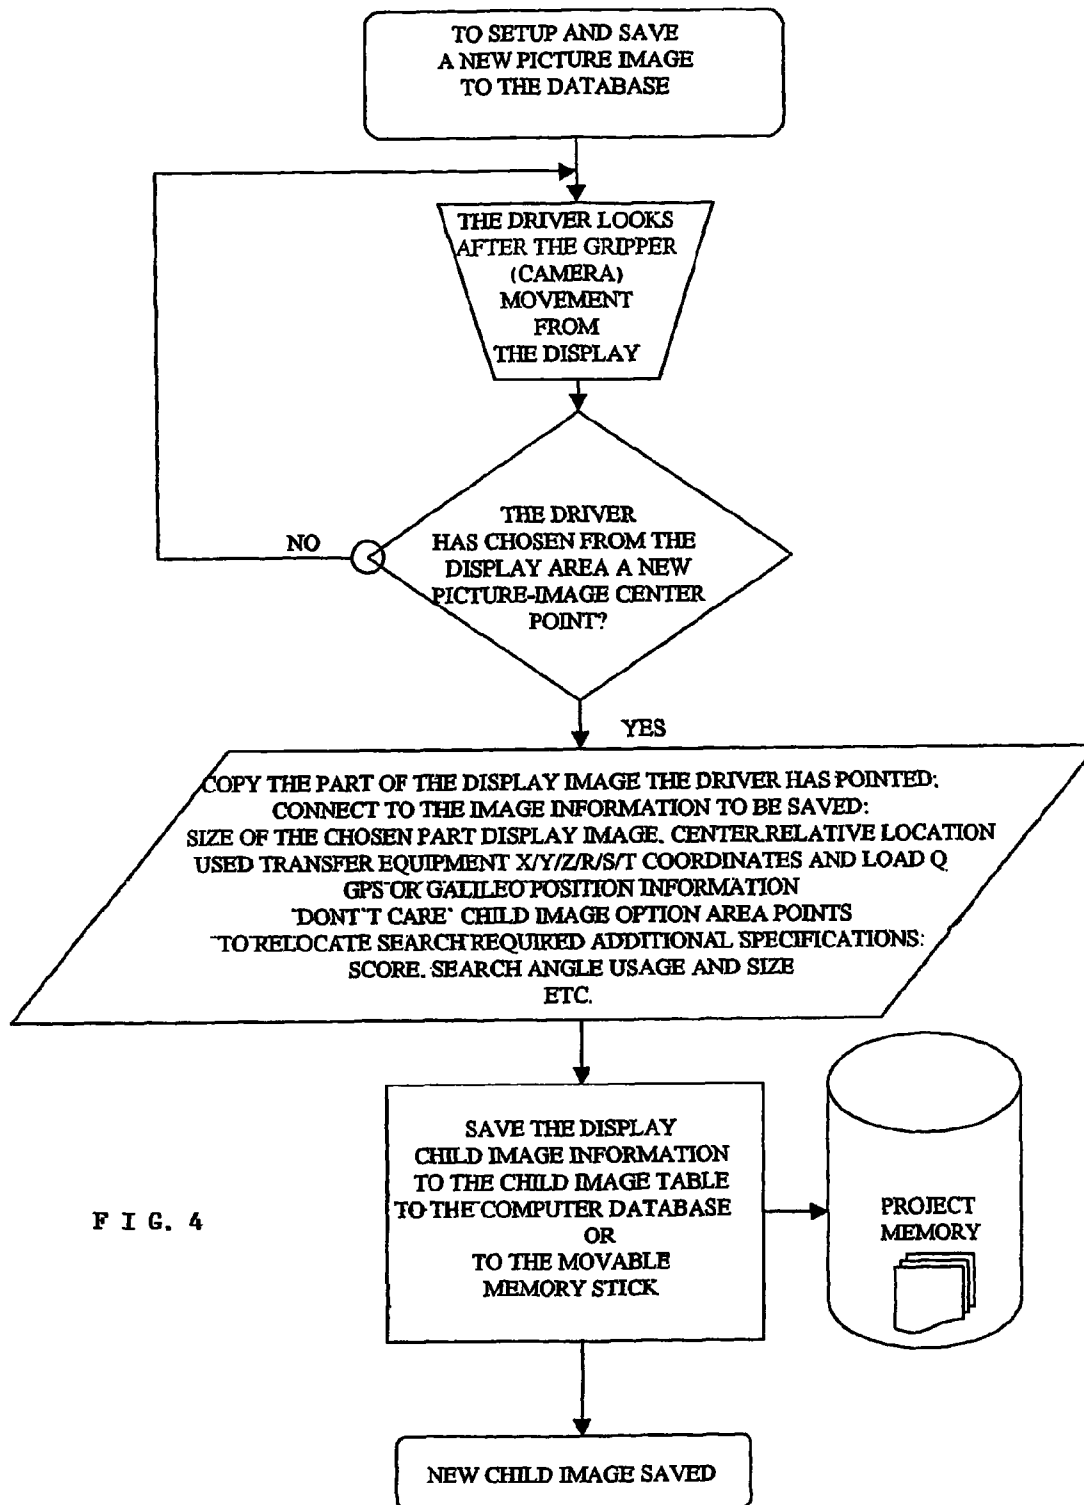 TO SETUP AND SAVE
A NEW PICTURE IMAGE
TO THE DATABASE
THE DRIVER LOOKS
AFTER THE GRIPPER
(CAMERA)
MOVEMENT
FROM
THE DISPLAY
THE DRIVER
HAS CHOSEN FROM THE
DISPLAY AREA A NEW
PICTURE-IMAGE CENTER
POINT?
NO
YES
COPY THE PART OF THE DISPLAY IMAGE THE DRIVER HAS POINTED:
CONNECT TO THE IMAGE INFORMATION TO BE SAVED:
SIZE OF THE CHOSEN PART DISPLAY IMAGE. CENTER.RELATIVE LOCATION
USED TRANSFER EQUIPMENT X/Y/Z/R/S/T COORDINATES AND LOAD Q
GPS OR GALILEO POSITION INFORMATION
"DONT'T CARE" CHILD IMAGE OPTION AREA POINTS
TO RELOCATE SEARCH REQUIRED ADDITIONAL SPECIFICATIONS:
SCORE. SEARCH ANGLE USAGE AND SIZE
ETC.
SAVE THE DISPLAY
CHILD IMAGE INFORMATION
TO THE CHILD IMAGE TABLE
TO THE COMPUTER DATABASE
OR
TO THE MOVABLE
MEMORY STICK
PROJECT
MEMORY
FIG. 4
NEW CHILD IMAGE SAVED